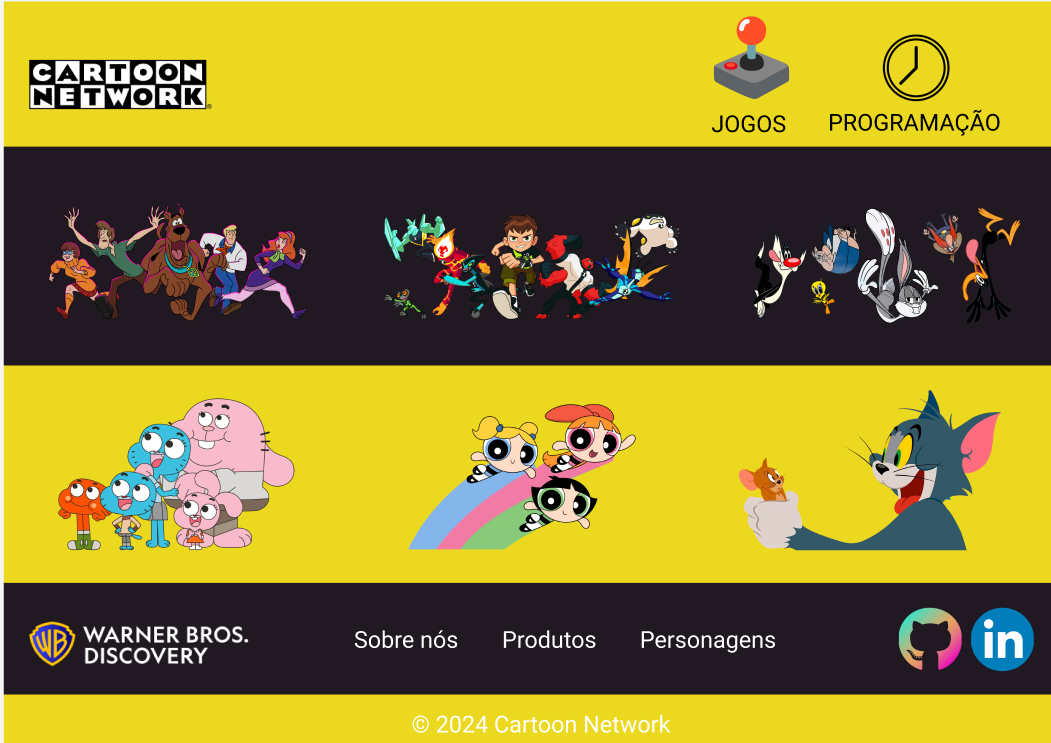 CARTOON
NETWORK
JOGOS
PROGRAMAÇÃO
WB
WARNER BROS.
DISCOVERY
Sobre nós
Produtos
Personagens
in
© 2024 Cartoon Network